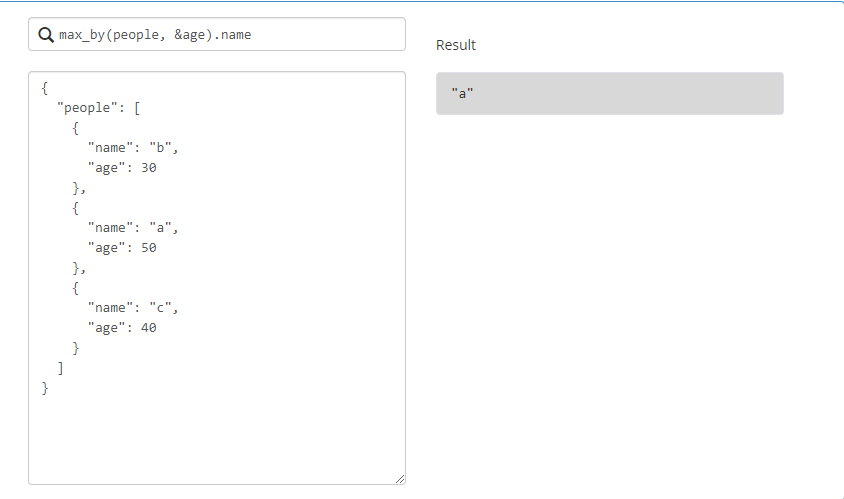 max_by(people, &age).name
Result
"a"
{
  "people": [
    {
      "name": "b",
      "age": 30
    },
    {
      "name": "a",
      "age": 50
    },
    {
      "name": "c",
      "age": 40
    }
  ]
}